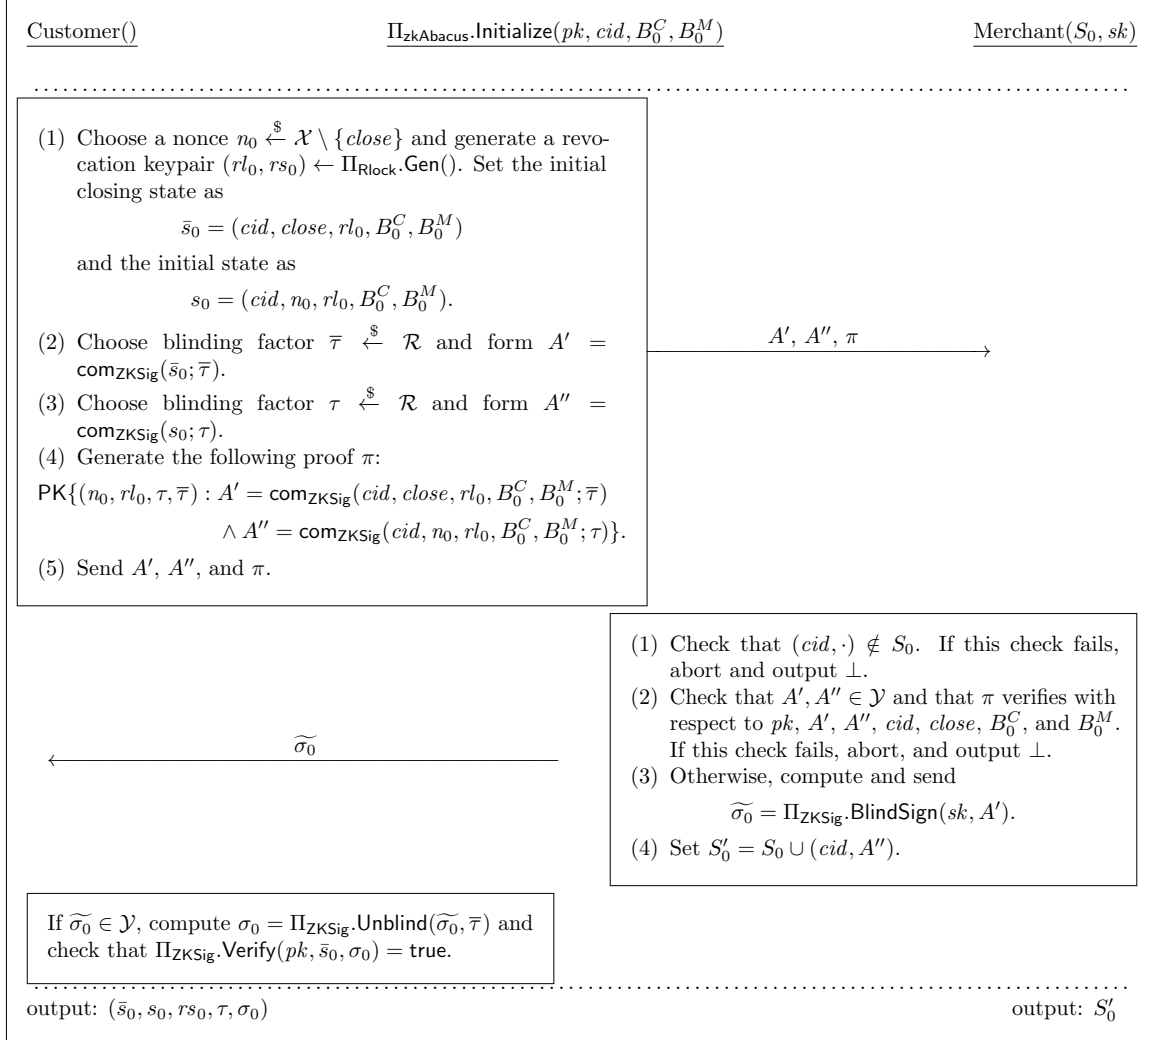 Customer() Π_zkAbacus.Initialize(pk, cid, B_0^C, B_0^M) Merchant(S_0, sk)
(1) Choose a nonce n_0 ←$ 𝒳 \ {close} and generate a revo-
cation keypair (rl_0, rs_0) ← Π_Rlock.Gen(). Set the initial
closing state as
s̄_0 = (cid, close, rl_0, B_0^C, B_0^M)
and the initial state as
s_0 = (cid, n_0, rl_0, B_0^C, B_0^M).
(2) Choose blinding factor τ̄ ←$ ℛ and form A′ =
com_ZKSig(s̄_0; τ̄).
(3) Choose blinding factor τ ←$ ℛ and form A″ =
com_ZKSig(s_0; τ).
(4) Generate the following proof π:
PK{(n_0, rl_0, τ, τ̄) : A′ = com_ZKSig(cid, close, rl_0, B_0^C, B_0^M; τ̄)
∧ A″ = com_ZKSig(cid, n_0, rl_0, B_0^C, B_0^M; τ)}.
(5) Send A′, A″, and π.
A′, A″, π
(1) Check that (cid, ·) ∉ S_0. If this check fails,
abort and output ⊥.
(2) Check that A′, A″ ∈ 𝒴 and that π verifies with
respect to pk, A′, A″, cid, close, B_0^C, and B_0^M.
If this check fails, abort, and output ⊥.
(3) Otherwise, compute and send
σ̃_0 = Π_ZKSig.BlindSign(sk, A′).
(4) Set S′_0 = S_0 ∪ (cid, A″).
σ̃_0
If σ̃_0 ∈ 𝒴, compute σ_0 = Π_ZKSig.Unblind(σ̃_0, τ̄) and
check that Π_ZKSig.Verify(pk, s̄_0, σ_0) = true.
output: (s̄_0, s_0, rs_0, τ, σ_0) output: S′_0